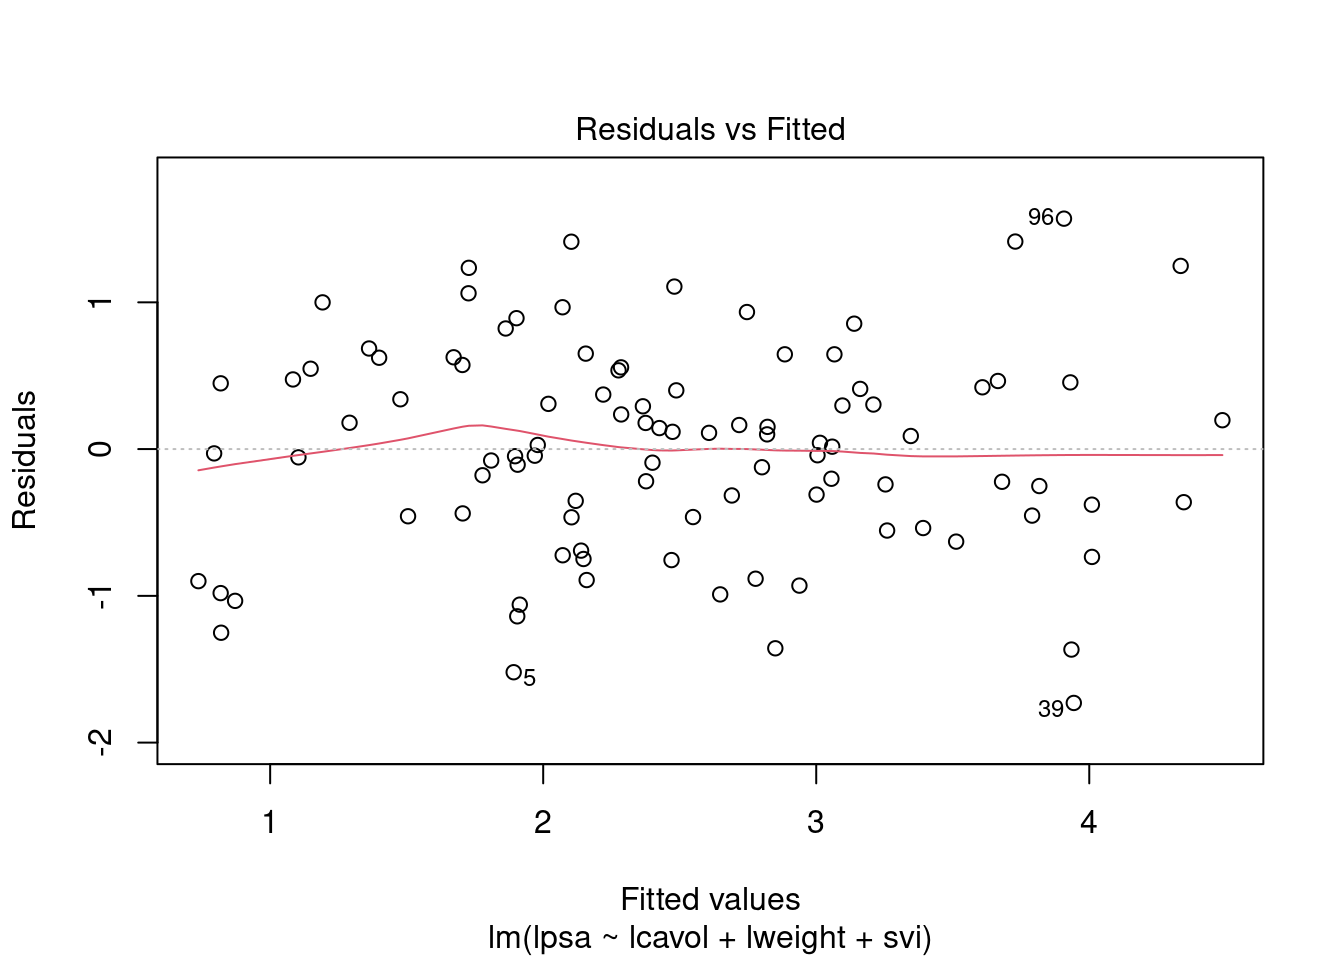 Residuals vs Fitted
Residuals
1
0
-1
-2
96
5
39
1 2 3 4
Fitted values
lm(lpsa ~ lcavol + lweight + svi)